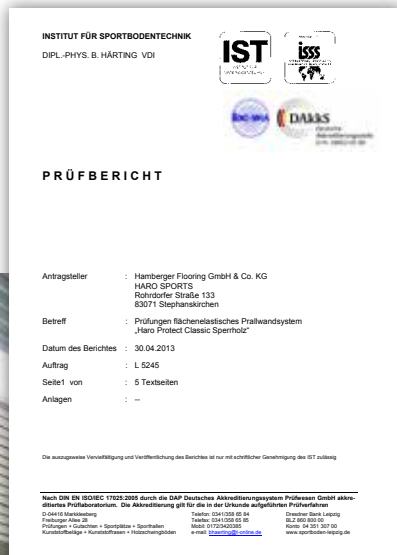 INSTITUT FÜR SPORTBODENTECHNIK
DIPL.-PHYS. B. HÄRTING VDI
IST
isss
DAkkS
Deutsche
Akkreditierungsstelle
PRÜFBERICHT
Antragsteller : Hamberger Flooring GmbH & Co. KG
HARO SPORTS
Rohrdorfer Straße 133
83071 Stephanskirchen
Betreff : Prüfungen flächenelastisches Prallwandsystem
„Haro Protect Classic Sperrholz“
Datum des Berichtes : 30.04.2013
Auftrag : L 5245
Seite1 von : 5 Textseiten
Anlagen : --
Die auszugsweise Vervielfältigung und Veröffentlichung des Berichtes ist nur mit schriftlicher Genehmigung des IST zulässig
Nach DIN EN ISO/IEC 17025:2005 durch die DAP Deutsches Akkreditierungssystem Prüfwesen GmbH akkre-
ditiertes Prüflaboratorium. Die Akkreditierung gilt für die in der Urkunde aufgeführten Prüfverfahren
D-04416 Markkleeberg Telefon: 0341/358 65 84 Dresdner Bank Leipzig
Freiburger Allee 28 Telefax: 0341/358 65 85 BLZ 860 800 00
Prüfungen + Gutachten + Sportplätze + Sporthallen Mobil: 0172/3420385 Konto 04 351 307 00
Kunststoffbeläge + Kunststoffrasen + Holzschwingböden e-mail: bhaerting@t-online.de www.sportboden-leipzig.de